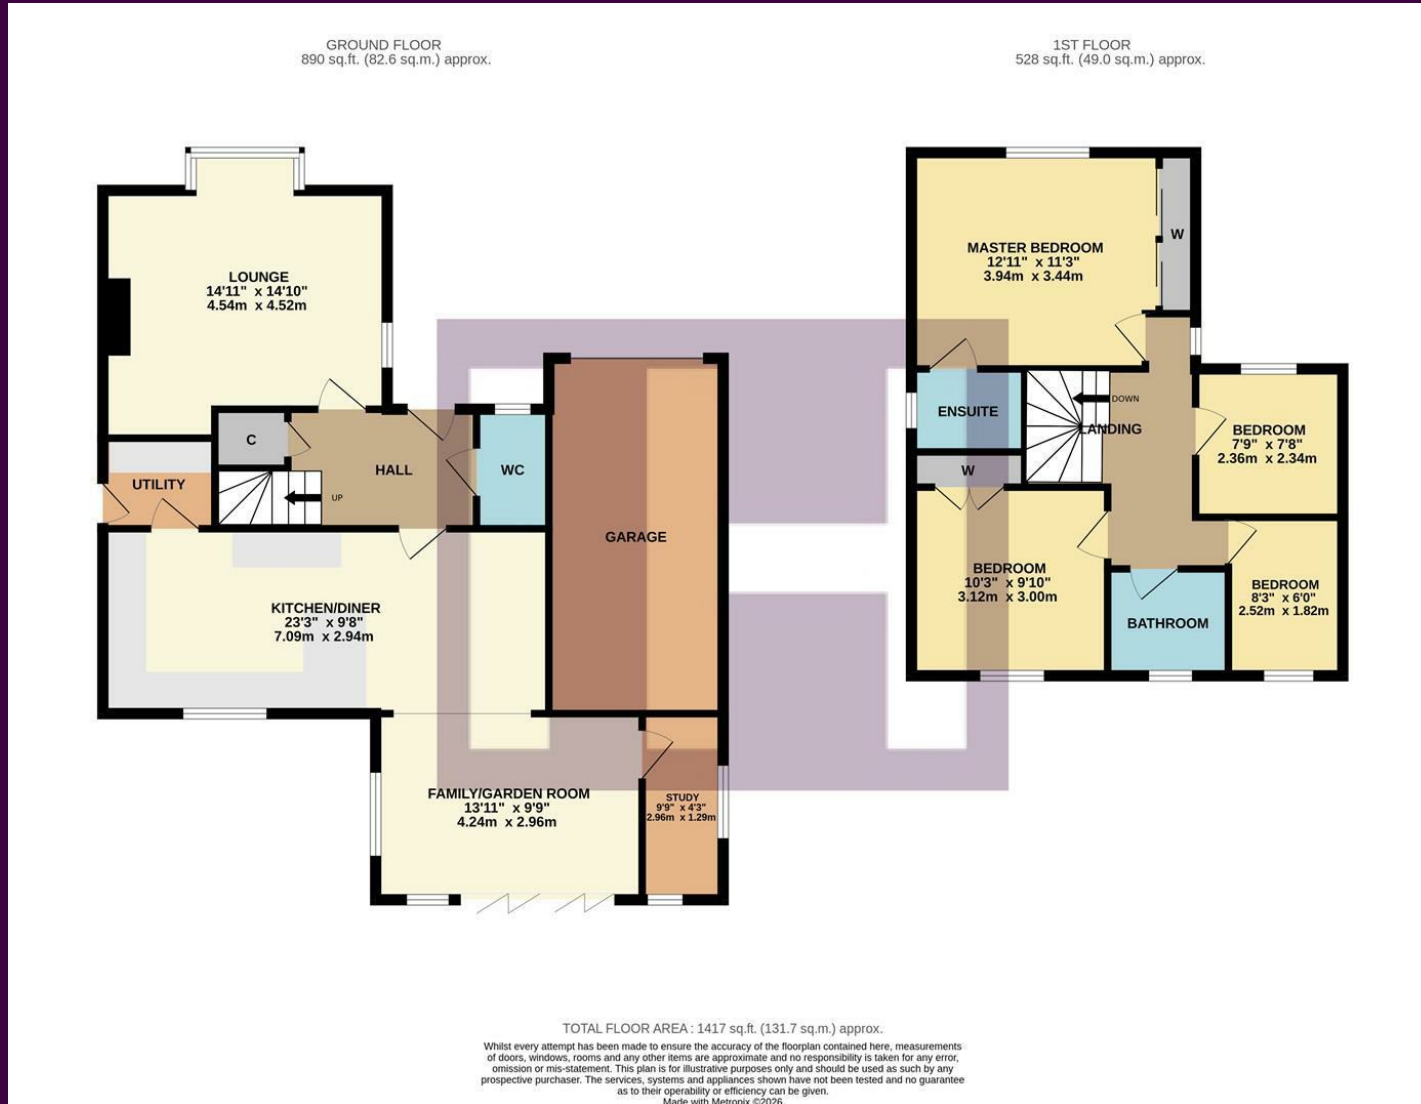 GROUND FLOOR
890 sq.ft. (82.6 sq.m.) approx.
1ST FLOOR
528 sq.ft. (49.0 sq.m.) approx.
LOUNGE
14'11" x 14'10"
4.54m x 4.52m
C
HALL
UP
WC
UTILITY
GARAGE
KITCHEN/DINER
23'3" x 9'8"
7.09m x 2.94m
FAMILY/GARDEN ROOM
13'11" x 9'9"
4.24m x 2.96m
STUDY
9'9" x 4'3"
2.96m x 1.29m
MASTER BEDROOM
12'11" x 11'3"
3.94m x 3.44m
W
ENSUITE
DOWN
LANDING
BEDROOM
7'9" x 7'8"
2.36m x 2.34m
W
BEDROOM
10'3" x 9'10"
3.12m x 3.00m
BATHROOM
BEDROOM
8'3" x 6'0"
2.52m x 1.82m
TOTAL FLOOR AREA : 1417 sq.ft. (131.7 sq.m.) approx.
Whilst every attempt has been made to ensure the accuracy of the floorplan contained here, measurements
of doors, windows, rooms and any other items are approximate and no responsibility is taken for any error,
omission or mis-statement. This plan is for illustrative purposes only and should be used as such by any
prospective purchaser. The services, systems and appliances shown have not been tested and no guarantee
as to their operability or efficiency can be given.
Made with Metropix ©2026